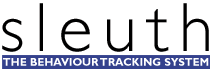 sleuth
THE BEHAVIOUR TRACKING SYSTEM